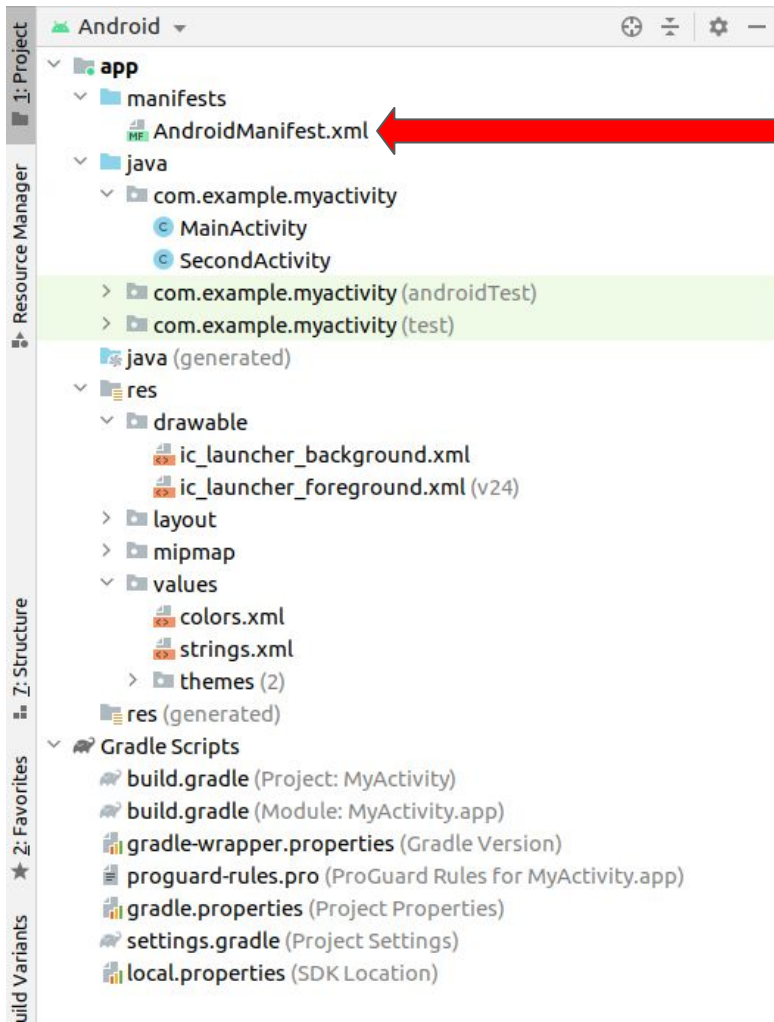 Android
app
manifests
MF AndroidManifest.xml
java
com.example.myactivity
C MainActivity
C SecondActivity
com.example.myactivity (androidTest)
com.example.myactivity (test)
java (generated)
res
drawable
ic_launcher_background.xml
ic_launcher_foreground.xml (v24)
layout
mipmap
values
colors.xml
strings.xml
themes (2)
res (generated)
Gradle Scripts
build.gradle (Project: MyActivity)
build.gradle (Module: MyActivity.app)
gradle-wrapper.properties (Gradle Version)
proguard-rules.pro (ProGuard Rules for MyActivity.app)
gradle.properties (Project Properties)
settings.gradle (Project Settings)
local.properties (SDK Location)
1: Project
Resource Manager
7: Structure
2: Favorites
uild Variants